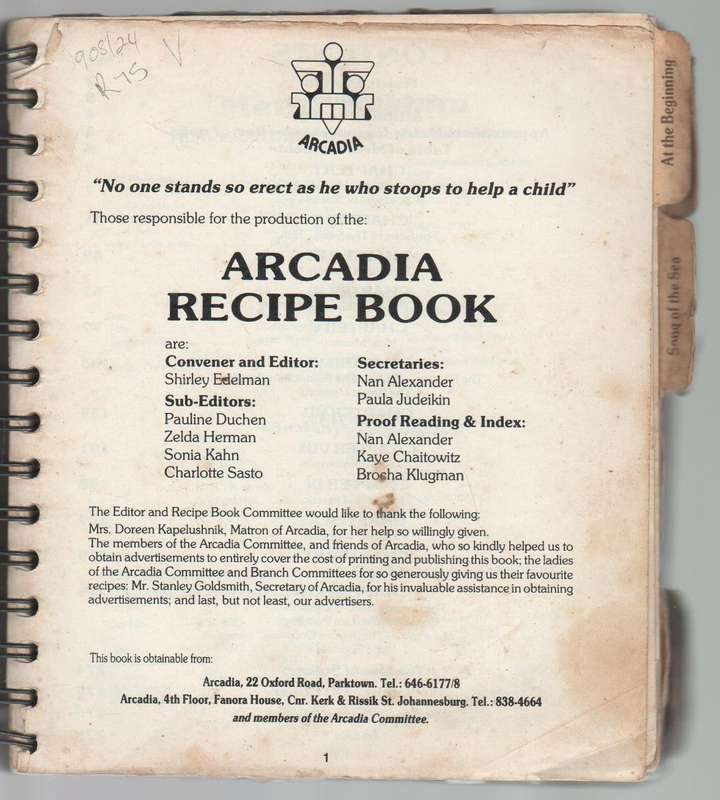 908/24 V
R75
ARCADIA
“No one stands so erect as he who stoops to help a child”
Those responsible for the production of the:
ARCADIA
RECIPE BOOK
are:
Convener and Editor:
Shirley Edelman
Sub-Editors:
Pauline Duchen
Zelda Herman
Sonia Kahn
Charlotte Sasto
Secretaries:
Nan Alexander
Paula Judeikin
Proof Reading & Index:
Nan Alexander
Kaye Chaitowitz
Brosha Klugman
The Editor and Recipe Book Committee would like to thank the following:
Mrs. Doreen Kapelushnik, Matron of Arcadia, for her help so willingly given.
The members of the Arcadia Committee, and friends of Arcadia, who so kindly helped us to
obtain advertisements to entirely cover the cost of printing and publishing this book; the ladies
of the Arcadia Committee and Branch Committees for so generously giving us their favourite
recipes: Mr. Stanley Goldsmith, Secretary of Arcadia, for his invaluable assistance in obtaining
advertisements; and last, but not least, our advertisers.
This book is obtainable from:
Arcadia, 22 Oxford Road, Parktown. Tel.: 646-6177/8
Arcadia, 4th Floor, Fanora House, Cnr. Kerk & Rissik St. Johannesburg. Tel.: 838-4664
and members of the Arcadia Committee.
1
At the Beginning
Song of the Sea